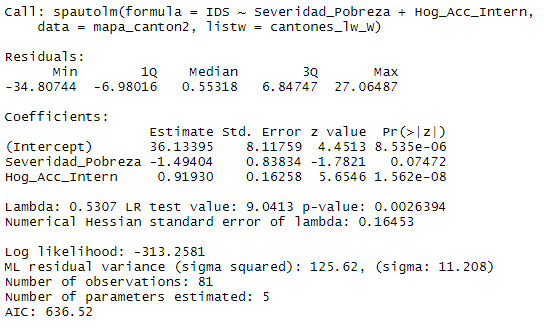 Call: spautolm(formula = IDS ~ Severidad_Pobreza + Hog_Acc_Intern,
    data = mapa_canton2, listw = cantones_lw_W)

Residuals:
      Min        1Q    Median        3Q       Max
-34.80744  -6.98016   0.55318   6.84747  27.06487

Coefficients:
                  Estimate Std. Error z value  Pr(>|z|)
(Intercept)       36.13395    8.11759  4.4513 8.535e-06
Severidad_Pobreza -1.49404    0.83834 -1.7821   0.07472
Hog_Acc_Intern     0.91930    0.16258  5.6546 1.562e-08

Lambda: 0.5307 LR test value: 9.0413 p-value: 0.0026394
Numerical Hessian standard error of lambda: 0.16453

Log likelihood: -313.2581
ML residual variance (sigma squared): 125.62, (sigma: 11.208)
Number of observations: 81
Number of parameters estimated: 5
AIC: 636.52